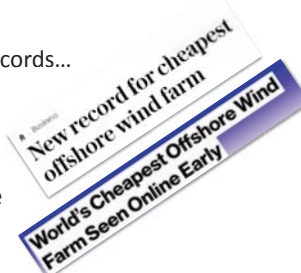 cords…
Business
New record for cheapest
offshore wind farm
World's Cheapest Offshore Wind
Farm Seen Online Early